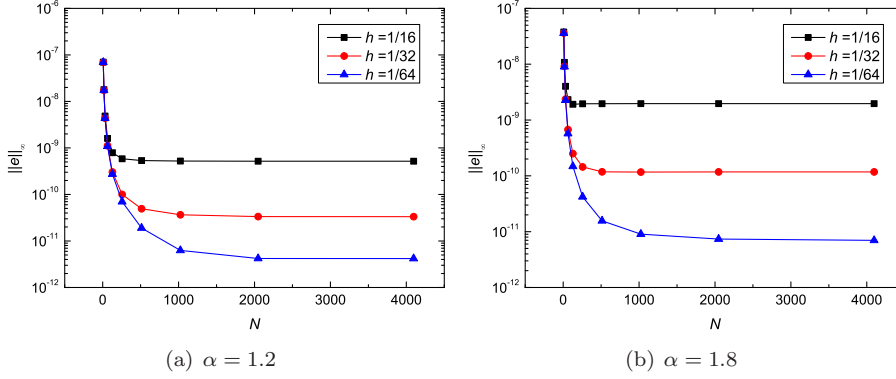 10⁻⁶
10⁻⁷
10⁻⁸
10⁻⁹
10⁻¹⁰
10⁻¹¹
10⁻¹²
||e||∞
0 1000 2000 3000 4000
N
h =1/16
h =1/32
h =1/64
(a) α = 1.2
10⁻⁷
10⁻⁸
10⁻⁹
10⁻¹⁰
10⁻¹¹
10⁻¹²
||e||∞
0 1000 2000 3000 4000
N
h =1/16
h =1/32
h =1/64
(b) α = 1.8